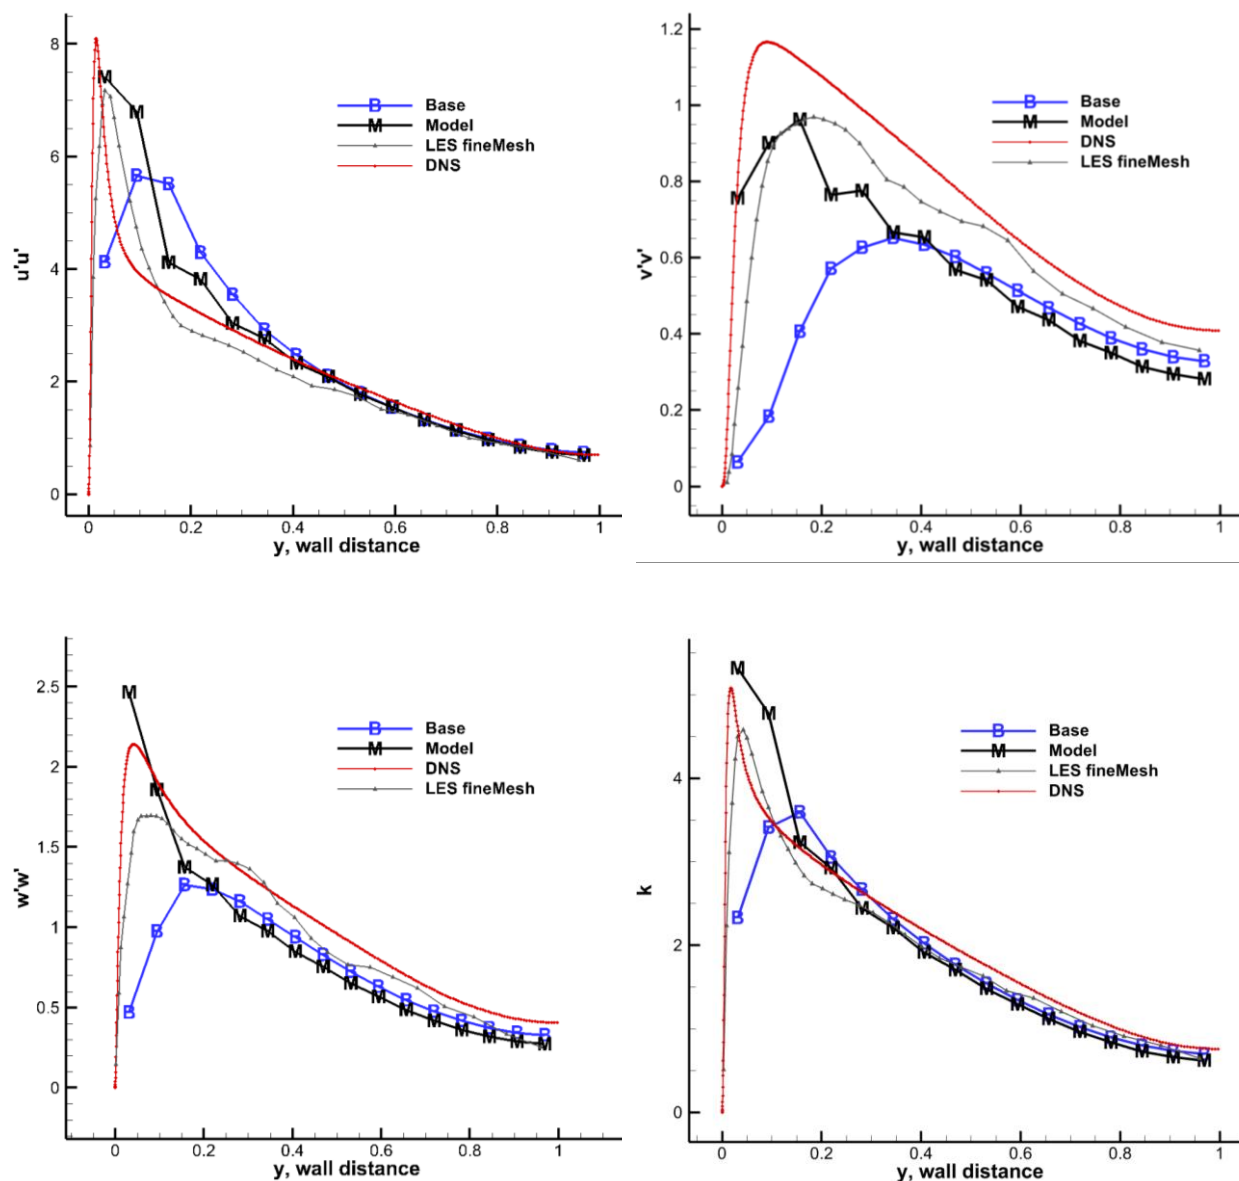 u'u'
8
6
4
2
0
0 0.2 0.4 0.6 0.8 1
y, wall distance
B Base
M Model
LES fineMesh
DNS
v'v'
1.2
1
0.8
0.6
0.4
0.2
0
0 0.2 0.4 0.6 0.8 1
y, wall distance
B Base
M Model
DNS
LES fineMesh
w'w'
2.5
2
1.5
1
0.5
0
0 0.2 0.4 0.6 0.8 1
y, wall distance
B Base
M Model
DNS
LES fineMesh
k
4
2
0
0 0.2 0.4 0.6 0.8 1
y, wall distance
B Base
M Model
LES fineMesh
DNS